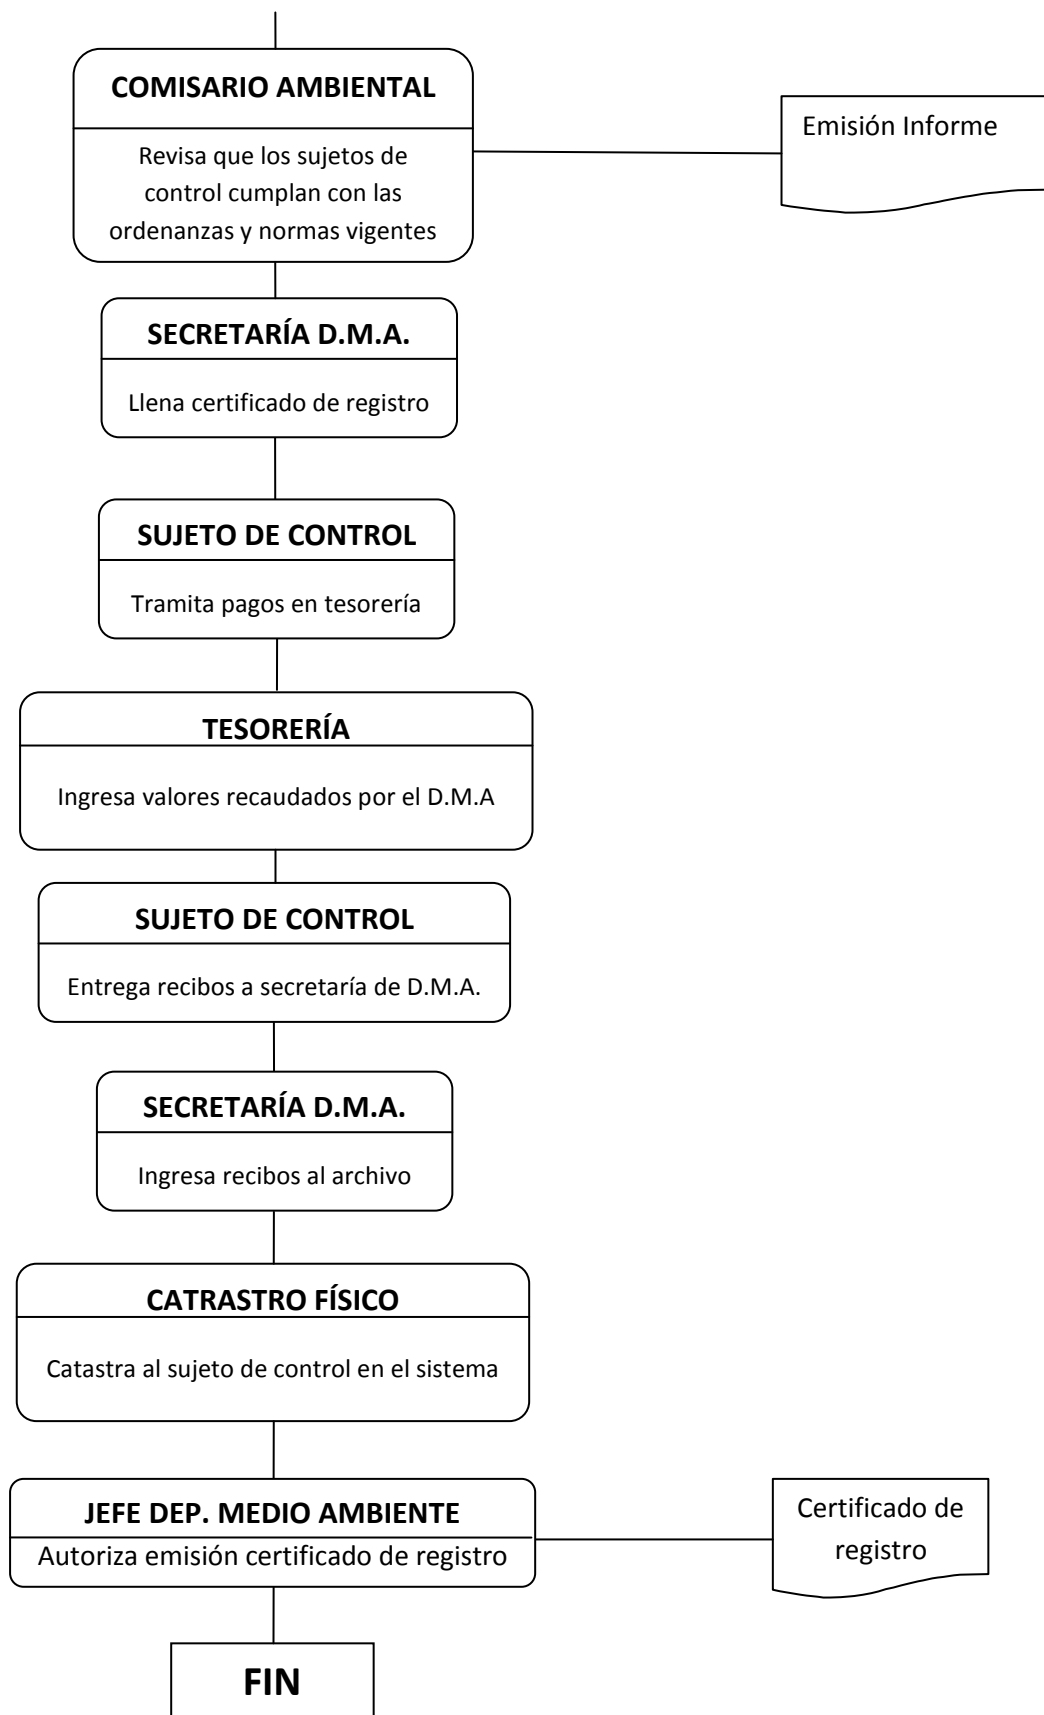 COMISARIO AMBIENTAL
Revisa que los sujetos de
control cumplan con las
ordenanzas y normas vigentes
Emisión Informe
SECRETARÍA D.M.A.
Llena certificado de registro
SUJETO DE CONTROL
Tramita pagos en tesorería
TESORERÍA
Ingresa valores recaudados por el D.M.A
SUJETO DE CONTROL
Entrega recibos a secretaría de D.M.A.
SECRETARÍA D.M.A.
Ingresa recibos al archivo
CATRASTRO FÍSICO
Catastra al sujeto de control en el sistema
JEFE DEP. MEDIO AMBIENTE
Autoriza emisión certificado de registro
Certificado de
registro
FIN